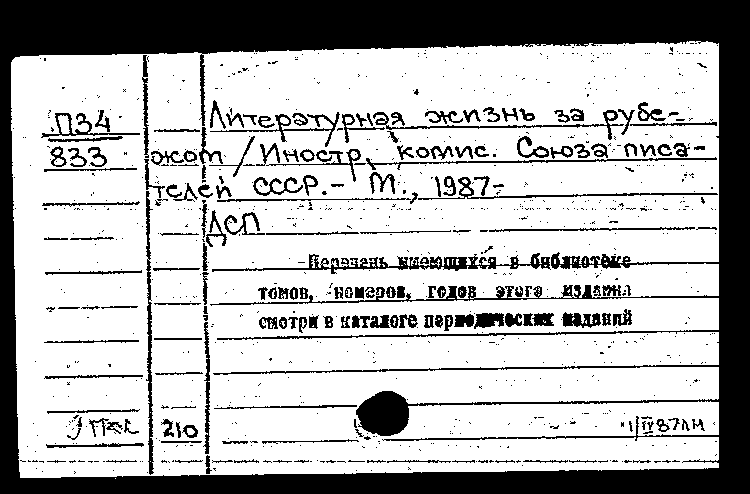 П34 Литературная жизнь за рубе-
833 жом / Иностр. комис. Союза писа-
телей СССР. - М., 1987-
ДСП
Перечень имеющихся в библиотеке
томов, номеров, годов этого издания
смотри в каталоге периодических изданий
210